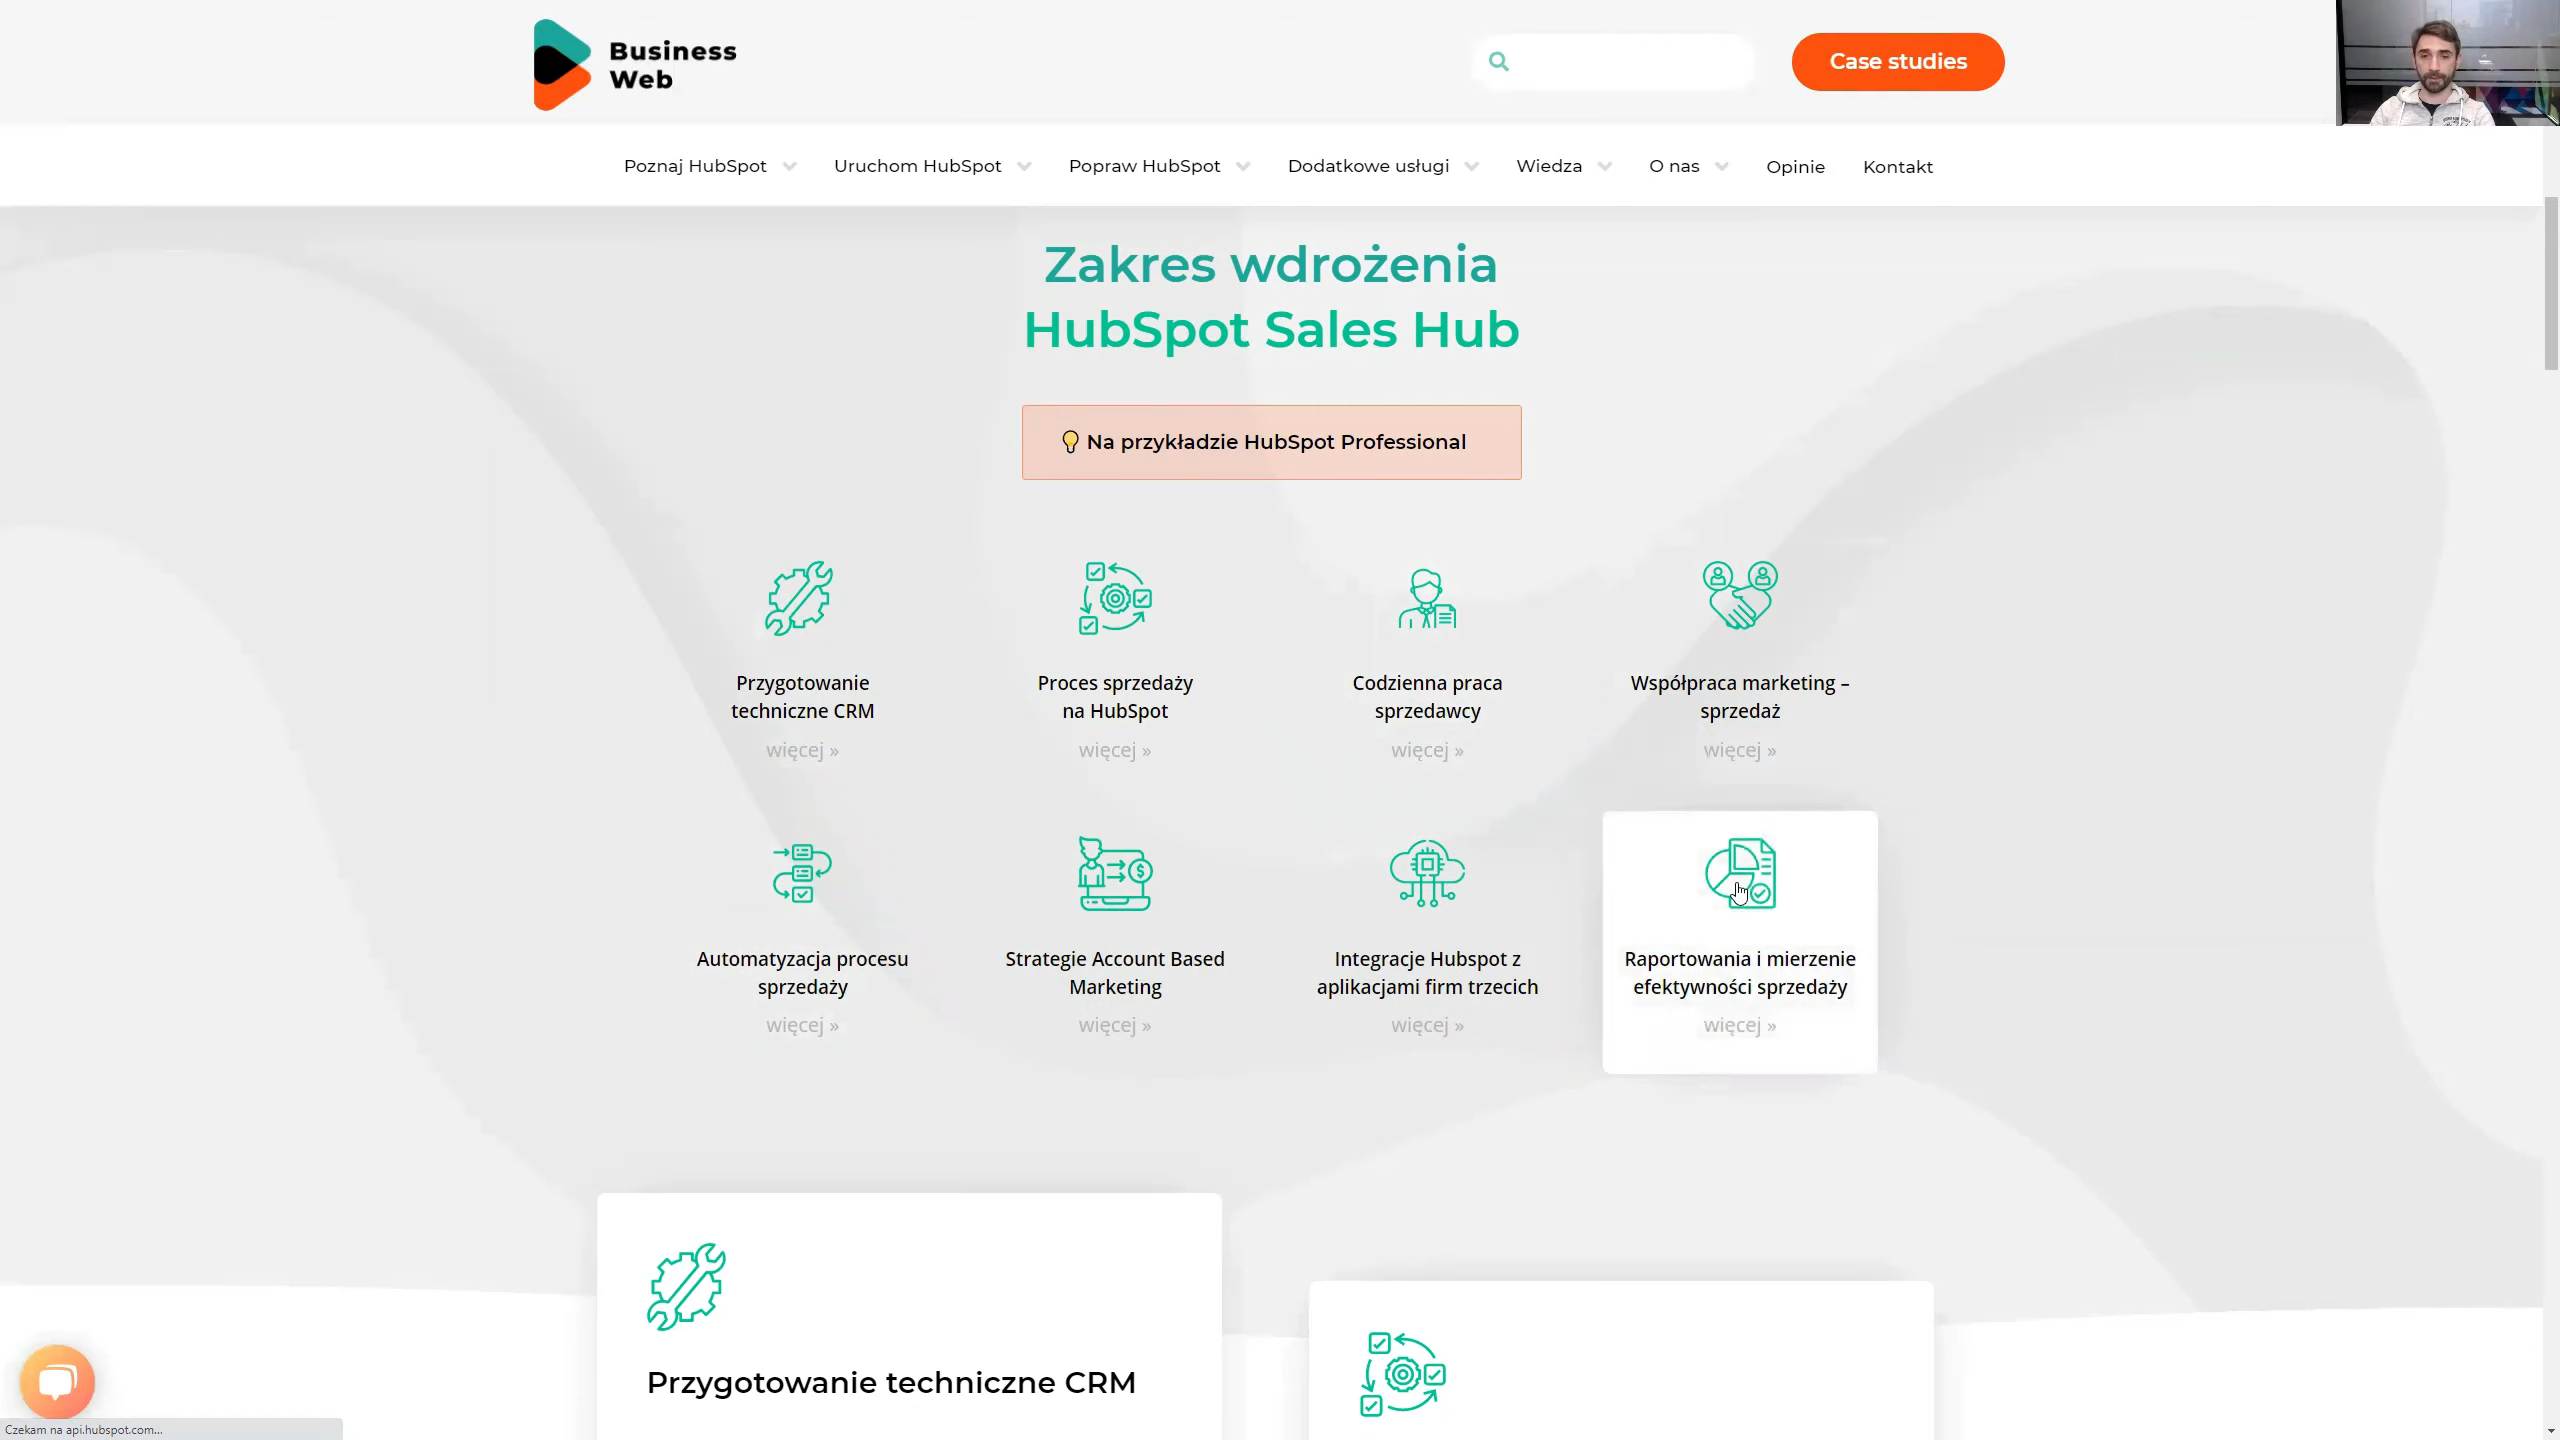 Business
Web
Case studies
Poznaj HubSpot
Uruchom HubSpot
Popraw HubSpot
Dodatkowe usługi
Wiedza
O nas
Opinie
Kontakt
Zakres wdrożenia
HubSpot Sales Hub
Na przykładzie HubSpot Professional
Przygotowanie
techniczne CRM
więcej »
Proces sprzedaży
na HubSpot
więcej »
Codzienna praca
sprzedawcy
więcej »
Współpraca marketing –
sprzedaż
więcej »
Automatyzacja procesu
sprzedaży
więcej »
Strategie Account Based
Marketing
więcej »
Integracje Hubspot z
aplikacjami firm trzecich
więcej »
Raportowania i mierzenie
efektywności sprzedaży
więcej »
Przygotowanie techniczne CRM
Czekam na api.hubspot.com...